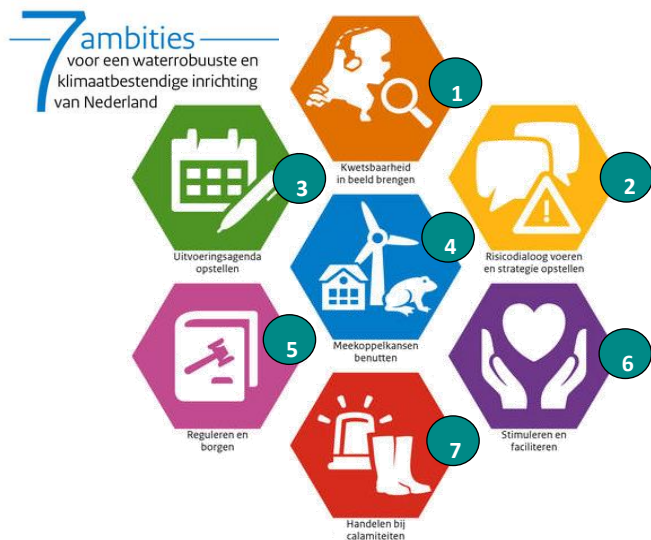 7 ambities
voor een waterrobuuste en
klimaatbestendige inrichting
van Nederland
1
Kwetsbaarheid
in beeld brengen
2
Risicodialoog voeren
en strategie opstellen
3
Uitvoeringsagenda
opstellen
4
Meekoppelkansen
benutten
5
Reguleren en
borgen
6
Stimuleren en
faciliteren
7
Handelen bij
calamiteiten